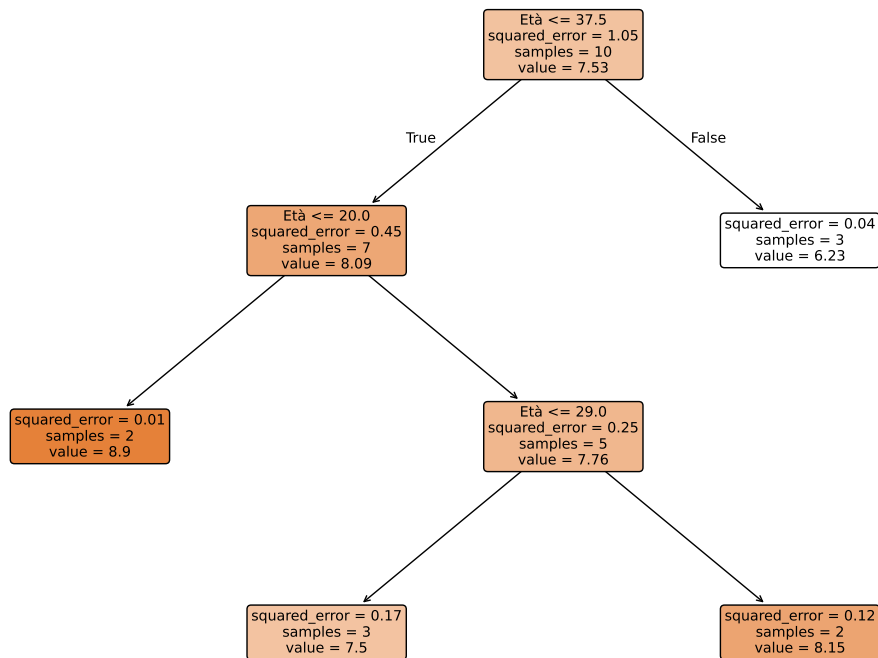 Età <= 37.5
squared_error = 1.05
samples = 10
value = 7.53
True
False
Età <= 20.0
squared_error = 0.45
samples = 7
value = 8.09
squared_error = 0.04
samples = 3
value = 6.23
squared_error = 0.01
samples = 2
value = 8.9
Età <= 29.0
squared_error = 0.25
samples = 5
value = 7.76
squared_error = 0.17
samples = 3
value = 7.5
squared_error = 0.12
samples = 2
value = 8.15